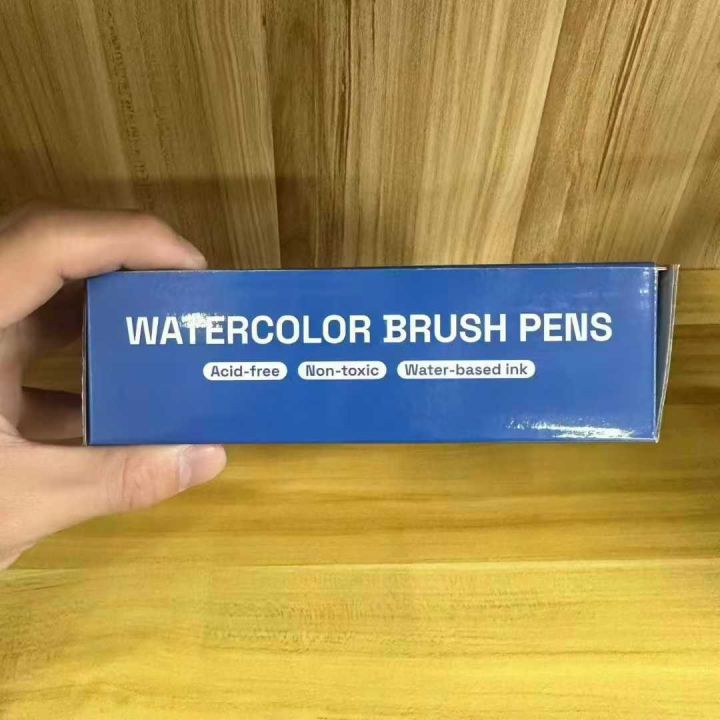 WATERCOLOR BRUSH PENS
Acid-free Non-toxic Water-based ink